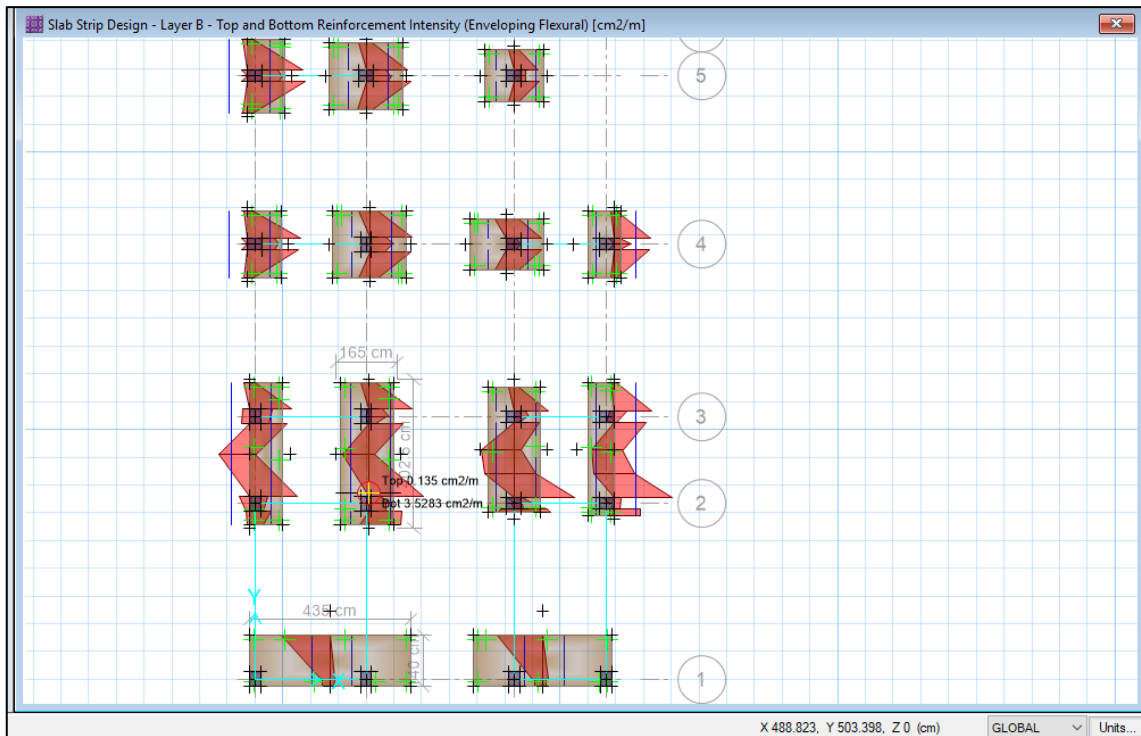 Slab Strip Design - Layer B - Top and Bottom Reinforcement Intensity (Enveloping Flexural) [cm2/m]
5
4
165 cm
3
Top 0.135 cm2/m
Bot 3.5283 cm2/m
2
Y
435 cm
X
1
X 488.823, Y 503.398, Z 0 (cm)
GLOBAL
Units...